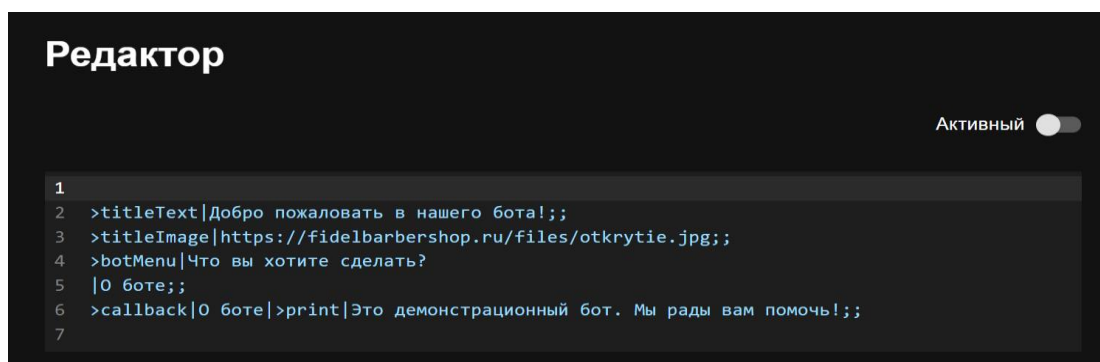 Редактор
Активный
1
2 >titleText|Добро пожаловать в нашего бота!;;
3 >titleImage|https://fidelbarbershop.ru/files/otkrytie.jpg;;
4 >botMenu|Что вы хотите сделать?
5 |О боте;;
6 >callback|О боте|>print|Это демонстрационный бот. Мы рады вам помочь!;;
7